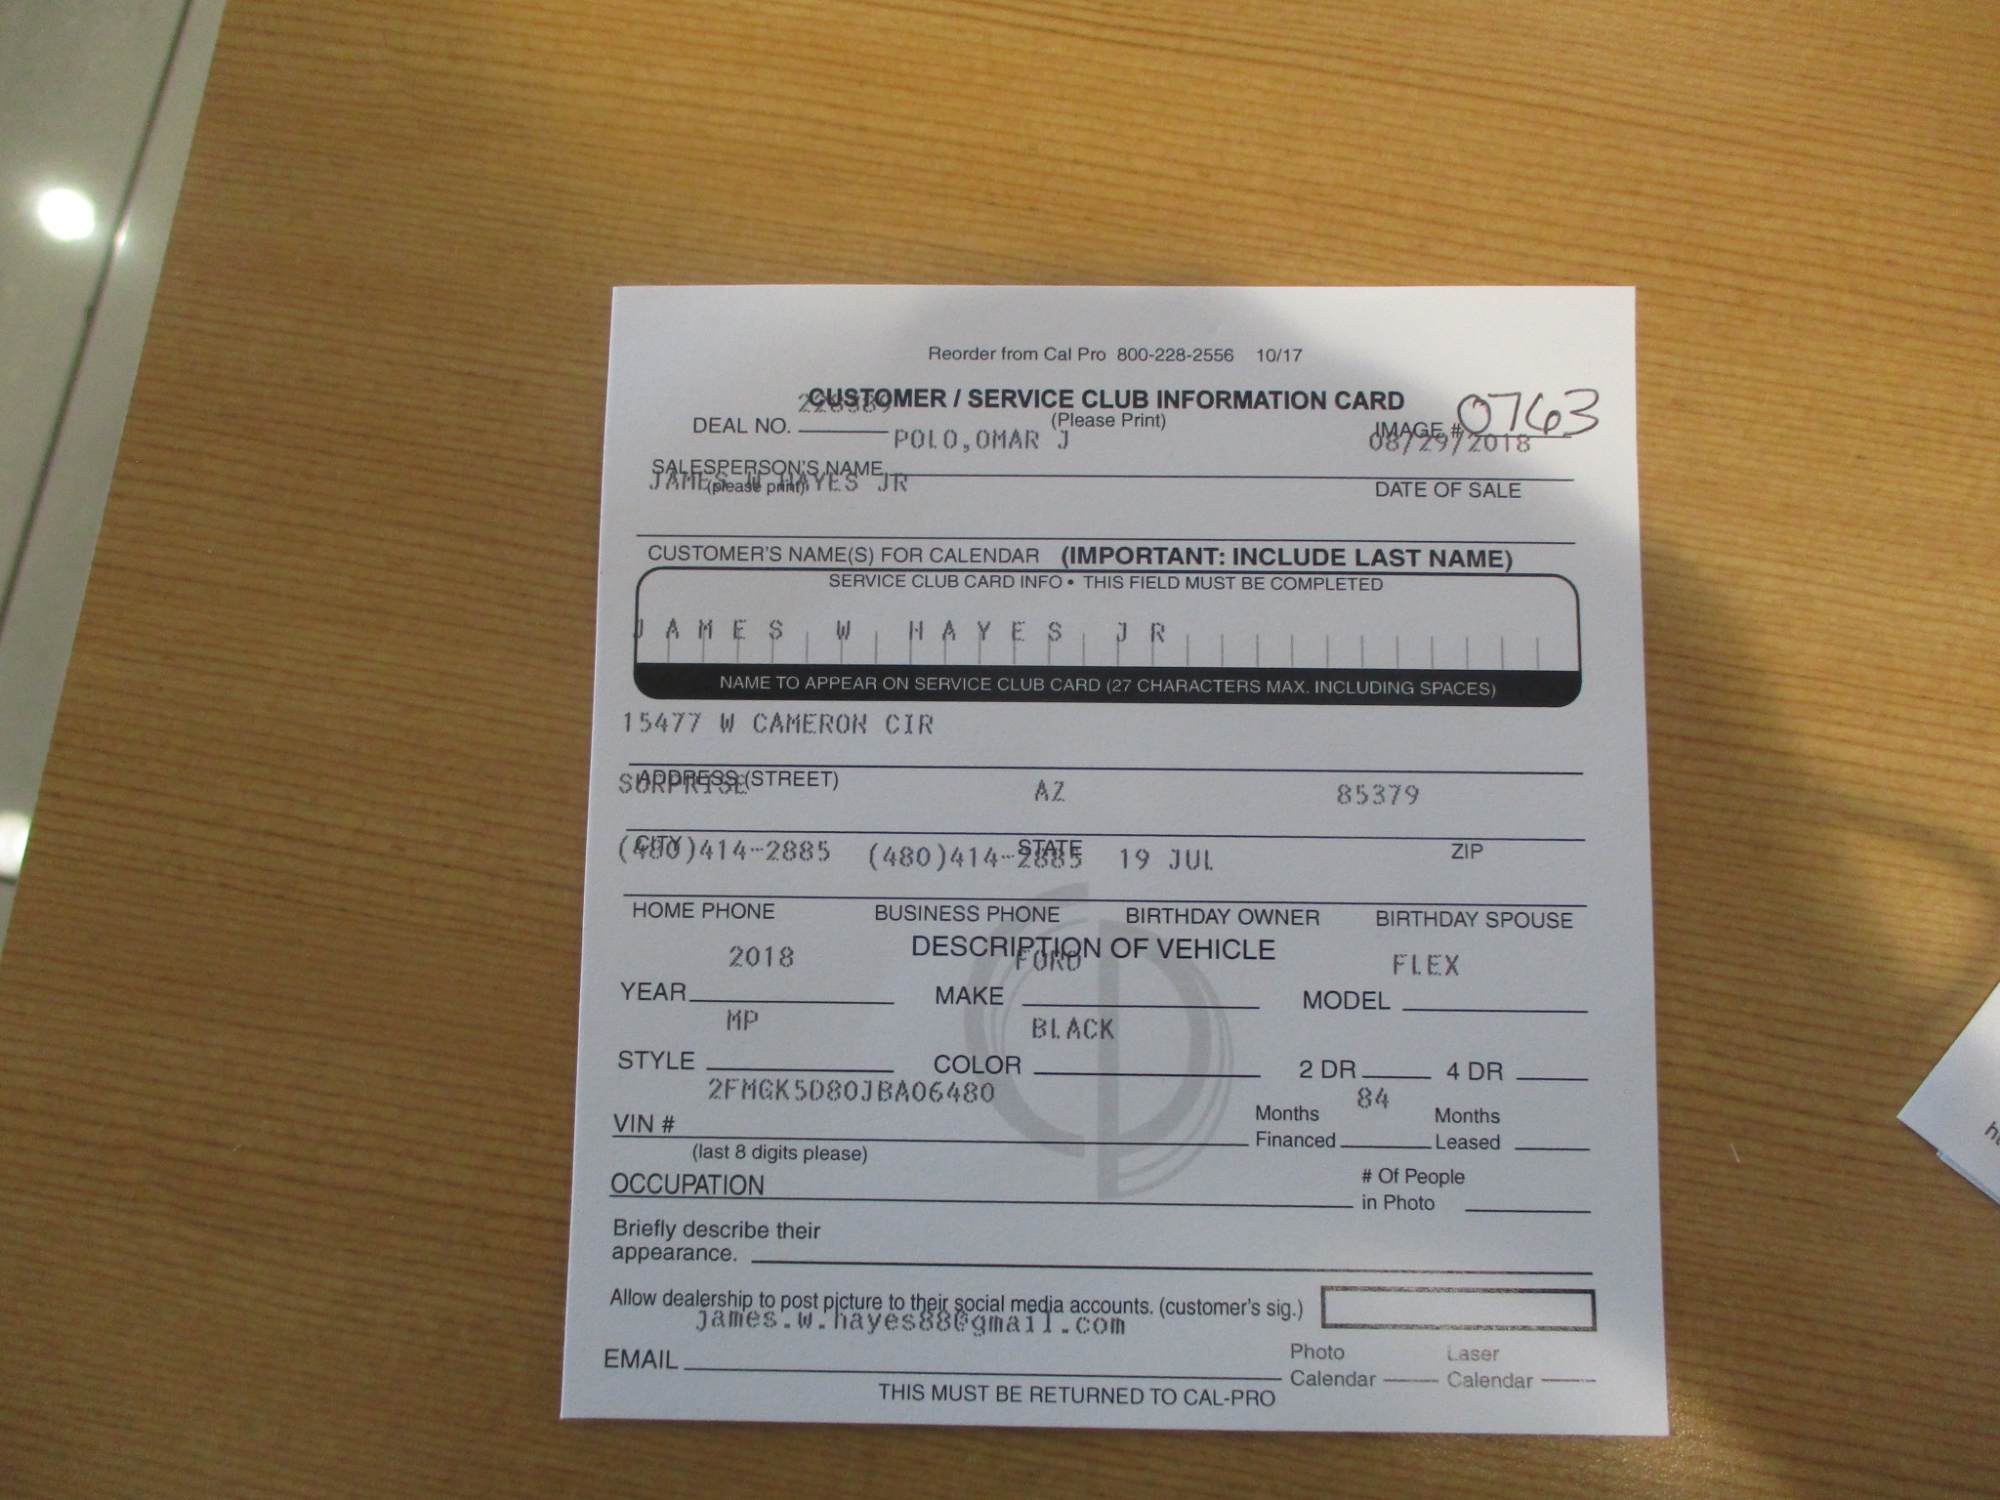 Reorder from Cal Pro 800-228-2556 10/17
CUSTOMER / SERVICE CLUB INFORMATION CARD
(Please Print)
DEAL NO.
IMAGE # 0763
POLO,OMAR J
08/29/2018
SALESPERSON'S NAME
(please print)
DATE OF SALE
JAMES W HAYES JR
CUSTOMER'S NAME(S) FOR CALENDAR (IMPORTANT: INCLUDE LAST NAME)
SERVICE CLUB CARD INFO • THIS FIELD MUST BE COMPLETED
JAMES W HAYES JR
NAME TO APPEAR ON SERVICE CLUB CARD (27 CHARACTERS MAX. INCLUDING SPACES)
15477 W CAMERON CIR
ADDRESS (STREET)
SURPRISE AZ 85379
CITY STATE ZIP
(480)414-2885 (480)414-2885 19 JUL
HOME PHONE BUSINESS PHONE BIRTHDAY OWNER BIRTHDAY SPOUSE
DESCRIPTION OF VEHICLE
2018 FORD FLEX
YEAR MAKE MODEL
MP BLACK
STYLE COLOR 2 DR 4 DR
2FMGK5D80JBA06480 84
VIN # Months Financed Months Leased
(last 8 digits please)
OCCUPATION # Of People in Photo
Briefly describe their
appearance.
Allow dealership to post picture to their social media accounts. (customer's sig.)
james.w.hayes88@gmail.com
EMAIL Photo Calendar Laser Calendar
THIS MUST BE RETURNED TO CAL-PRO